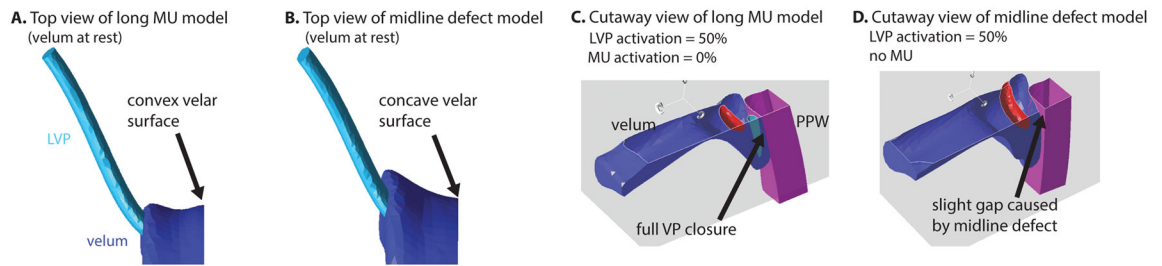 A. Top view of long MU model
(velum at rest)
LVP
convex velar
surface
velum
B. Top view of midline defect model
(velum at rest)
concave velar
surface
C. Cutaway view of long MU model
LVP activation = 50%
MU activation = 0%
velum
PPW
full VP closure
D. Cutaway view of midline defect model
LVP activation = 50%
no MU
slight gap caused
by midline defect